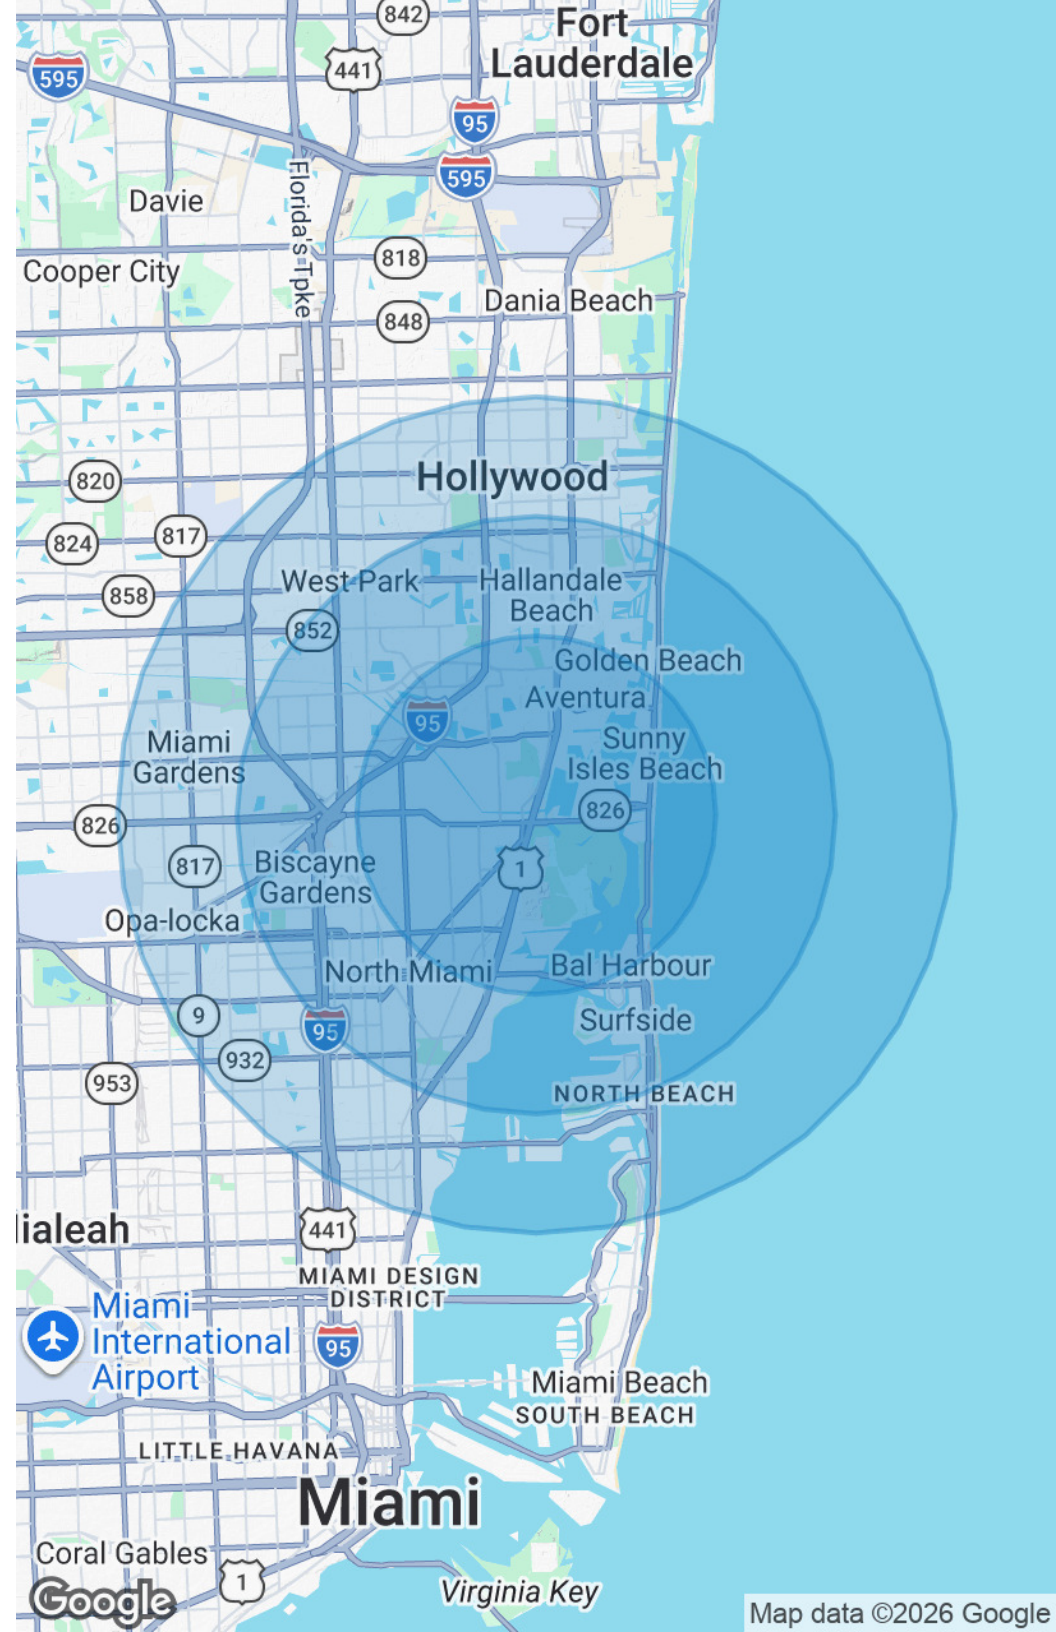 842
Fort
Lauderdale
595
441
95
595
Florida's Tpke
Davie
818
Cooper City
Dania Beach
848
Hollywood
820
824
817
West Park
Hallandale
Beach
858
852
Golden Beach
Aventura
95
Miami
Gardens
Sunny
Isles Beach
826
826
817
Biscayne
Gardens
1
Opa-locka
North Miami
Bal Harbour
9
95
Surfside
932
953
NORTH BEACH
ialeah
441
MIAMI DESIGN
DISTRICT
Miami
International
Airport
95
Miami Beach
SOUTH BEACH
LITTLE HAVANA
Miami
Coral Gables
1
Virginia Key
Google
Map data ©2026 Google